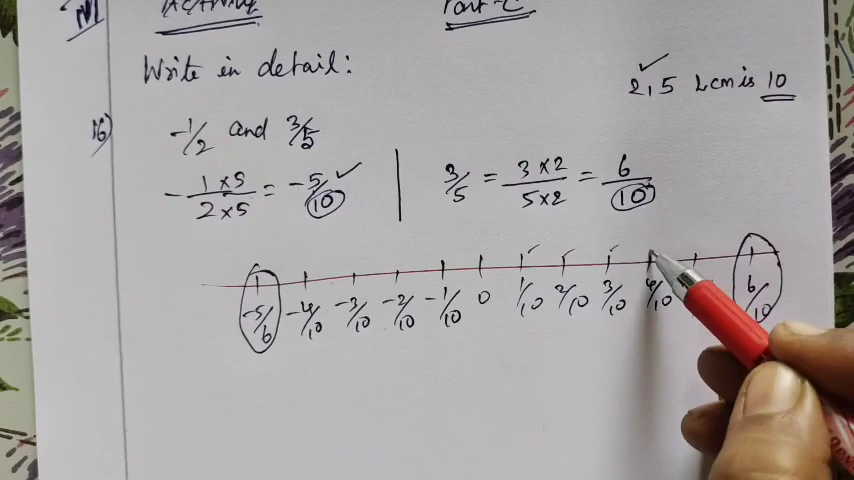 Part-C
Write in detail:
2,5 Lcm is 10
16) -1/2 and 3/5
- 1×5/2×5 = -5/10
3/5 = 3×2/5×2 = 6/10
-5/6 -4/10 -3/10 -2/10 -1/10 0 1/10 2/10 3/10 4/10 6/10